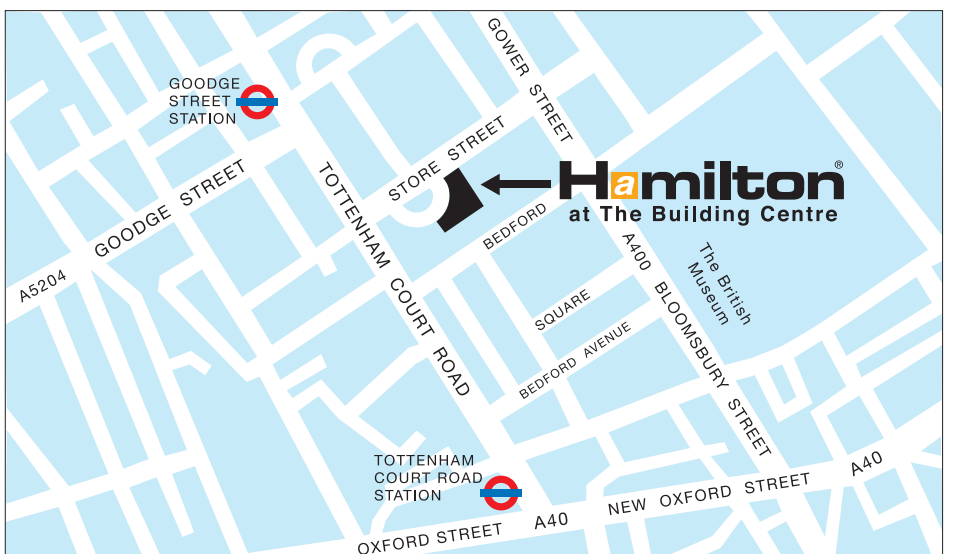 GOWER STREET
GOODGE
STREET
STATION
STORE STREET
Hamilton®
at The Building Centre
TOTTENHAM COURT ROAD
GOODGE STREET
A5204
BEDFORD
SQUARE
A400 BLOOMSBURY STREET
The British
Museum
BEDFORD AVENUE
TOTTENHAM
COURT ROAD
STATION
OXFORD STREET A40 NEW OXFORD STREET A40